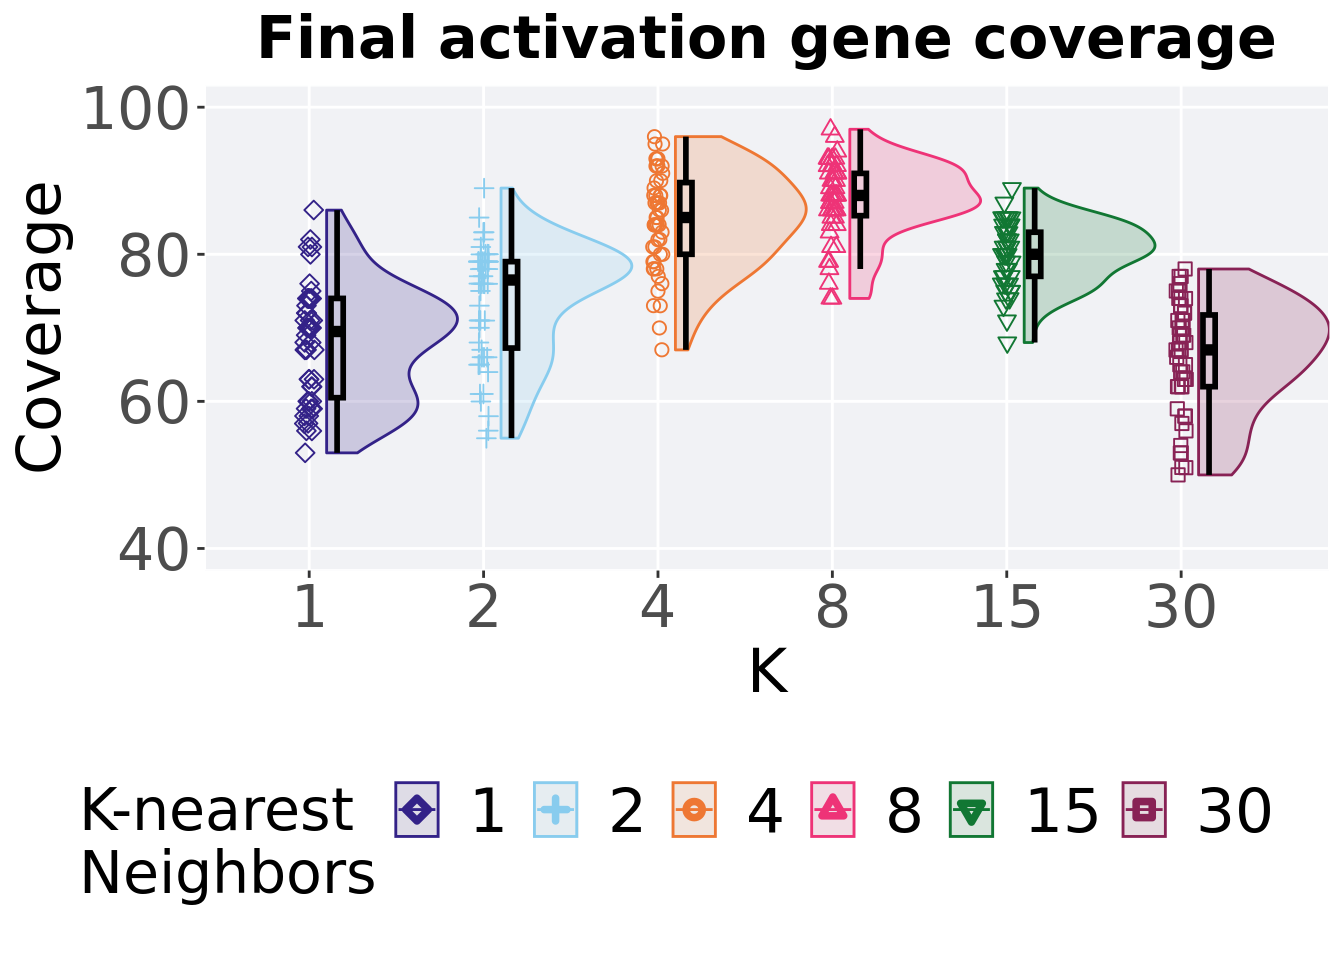 Final activation gene coverage
100
80
60
40
Coverage
1 2 4 8 15 30
K
K-nearest
Neighbors
1 2 4 8 15 30